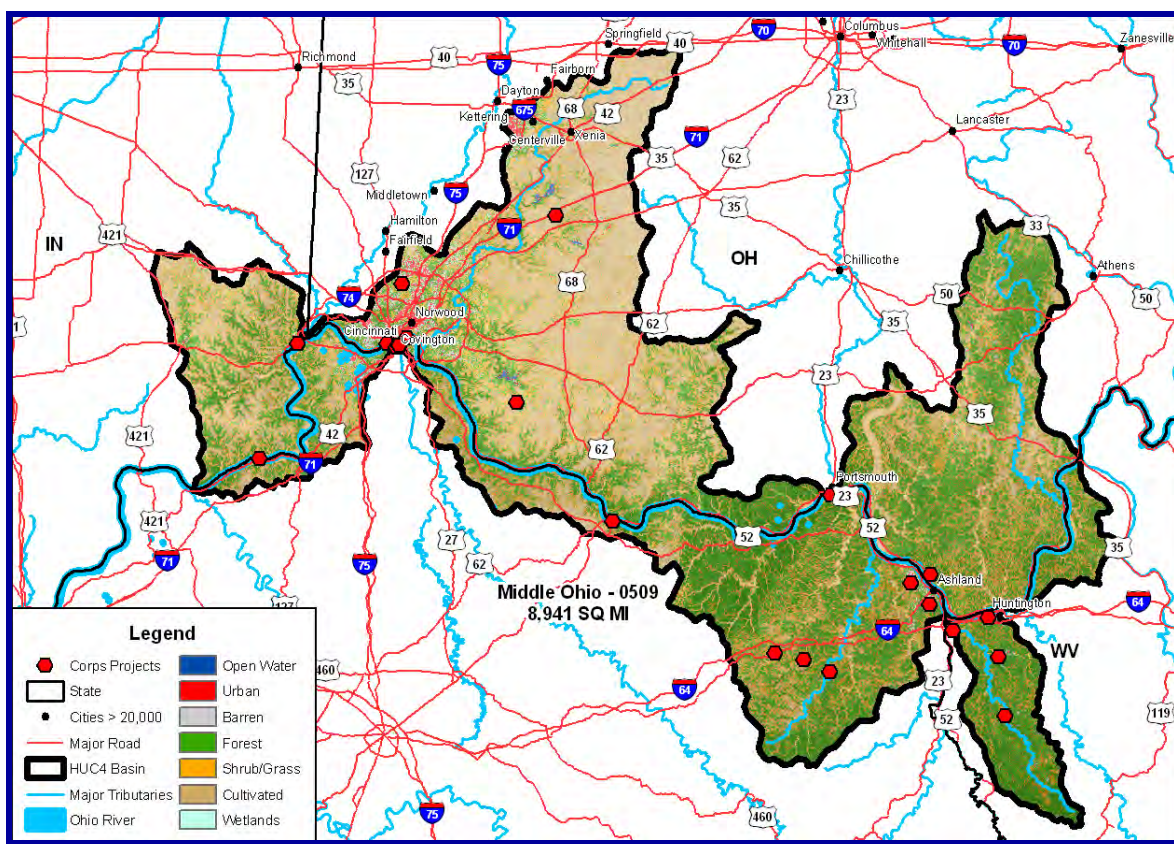 Springfield
Columbus
Whitehall
Zanesville
70
70
40
40
Richmond
75
40
Fairborn
35
Dayton
675
68
42
23
Kettering
Centerville
Xenia
71
Lancaster
35
62
127
Middletown
75
35
Hamilton
421
IN
71
33
Fairfield
OH
Chillicothe
Athens
68
50
50
74
Norwood
62
35
Cincinnati
Covington
23
35
42
421
62
71
Portsmouth
23
421
27
52
52
35
71
62
75
Ashland
Middle Ohio - 0509
8,941 SQ MI
Huntington
64
127
64
WV
Legend
Corps Projects
Open Water
460
23
State
Urban
64
Cities > 20,000
Barren
52
119
Major Road
Forest
HUC4 Basin
Shrub/Grass
Major Tributaries
Cultivated
75
460
Ohio River
Wetlands